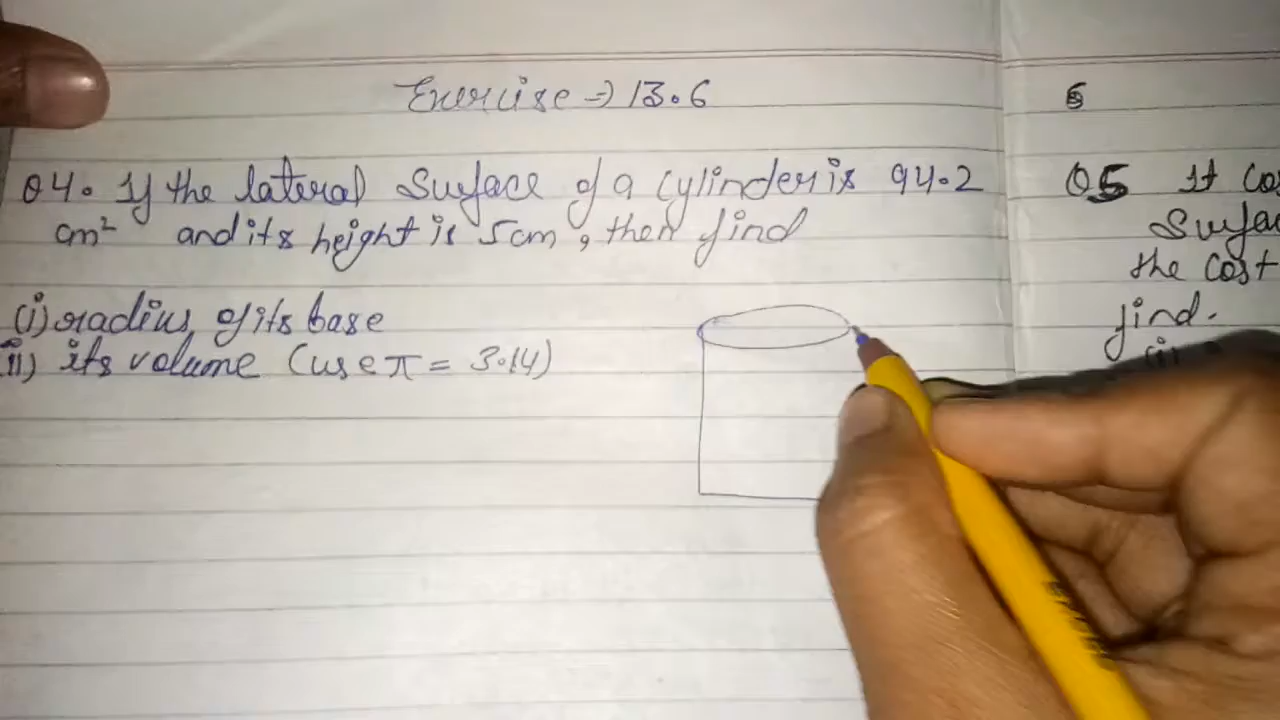 Exercise → 13.6
Q4. If the lateral surface of a cylinder is 94.2
cm² and its height is 5cm, then find
(i) radius of its base
ii) its volume (use π = 3.14)
5
Q5 It co
Surfa
the cost
find.
(i)